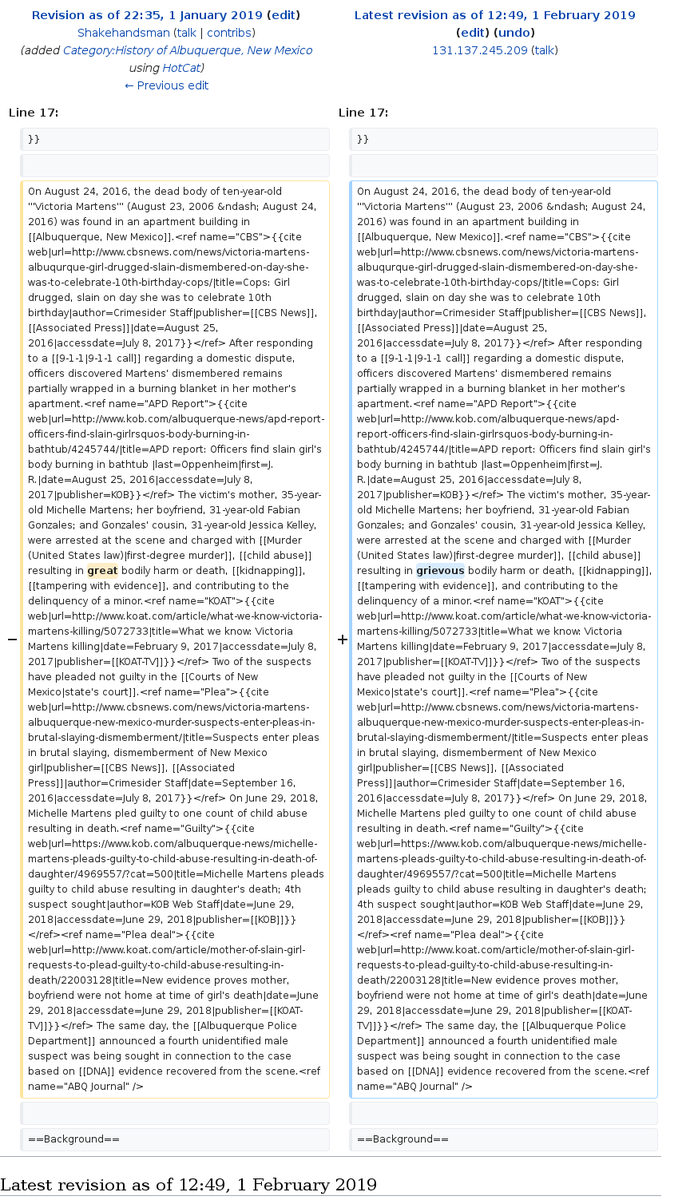 Revision as of 22:35, 1 January 2019 (edit)
Shakehandsman (talk | contribs)
(added Category:History of Albuquerque, New Mexico
using HotCat)
← Previous edit
Latest revision as of 12:49, 1 February 2019
(edit) (undo)
131.137.245.209 (talk)
Line 17:
Line 17:
}}
}}
−
On August 24, 2016, the dead body of ten-year-old
'''Victoria Martens''' (August 23, 2006 &ndash; August 24,
2016) was found in an apartment building in
[[Albuquerque, New Mexico]].<ref name="CBS">{{cite
web|url=http://www.cbsnews.com/news/victoria-martens-
albuqurque-girl-drugged-slain-dismembered-on-day-she-
was-to-celebrate-10th-birthday-cops/|title=Cops: Girl
drugged, slain on day she was to celebrate 10th
birthday|author=Crimesider Staff|publisher=[[CBS News]],
[[Associated Press]]|date=August 25,
2016|accessdate=July 8, 2017}}</ref> After responding
to a [[9-1-1|9-1-1 call]] regarding a domestic dispute,
officers discovered Martens' dismembered remains
partially wrapped in a burning blanket in her mother's
apartment.<ref name="APD Report">{{cite
web|url=http://www.kob.com/albuquerque-news/apd-report-
officers-find-slain-girlrsquos-body-burning-in-
bathtub/4245744/|title=APD report: Officers find slain girl's
body burning in bathtub |last=Oppenheim|first=J.
R.|date=August 25, 2016|accessdate=July 8,
2017|publisher=KOB}}</ref> The victim's mother, 35-year-
old Michelle Martens; her boyfriend, 31-year-old Fabian
Gonzales; and Gonzales' cousin, 31-year-old Jessica Kelley,
were arrested at the scene and charged with [[Murder
(United States law)|first-degree murder]], [[child abuse]]
resulting in great bodily harm or death, [[kidnapping]],
[[tampering with evidence]], and contributing to the
delinquency of a minor.<ref name="KOAT">{{cite
web|url=http://www.koat.com/article/what-we-know-victoria-
martens-killing/5072733|title=What we know: Victoria
Martens killing|date=February 9, 2017|accessdate=July 8,
2017|publisher=[[KOAT-TV]]}}</ref> Two of the suspects
have pleaded not guilty in the [[Courts of New
Mexico|state's court]].<ref name="Plea">{{cite
web|url=http://www.cbsnews.com/news/victoria-martens-
albuquerque-new-mexico-murder-suspects-enter-pleas-in-
brutal-slaying-dismemberment/|title=Suspects enter pleas
in brutal slaying, dismemberment of New Mexico
girl|publisher=[[CBS News]], [[Associated
Press]]|author=Crimesider Staff|date=September 16,
2016|accessdate=July 8, 2017}}</ref> On June 29, 2018,
Michelle Martens pled guilty to one count of child abuse
resulting in death.<ref name="Guilty">{{cite
web|url=https://www.kob.com/albuquerque-news/michelle-
martens-pleads-guilty-to-child-abuse-resulting-in-death-of-
daughter/4969557/?cat=500|title=Michelle Martens pleads
guilty to child abuse resulting in daughter's death; 4th
suspect sought|author=KOB Web Staff|date=June 29,
2018|accessdate=June 29, 2018|publisher=[[KOB]]}}
</ref><ref name="Plea deal">{{cite
web|url=http://www.koat.com/article/mother-of-slain-girl-
requests-to-plead-guilty-to-child-abuse-resulting-in-
death/22003128|title=New evidence proves mother,
boyfriend were not home at time of girl's death|date=June
29, 2018|accessdate=June 29, 2018|publisher=[[KOAT-
TV]]}}</ref> The same day, the [[Albuquerque Police
Department]] announced a fourth unidentified male
suspect was being sought in connection to the case
based on [[DNA]] evidence recovered from the scene.<ref
name="ABQ Journal" />
+
On August 24, 2016, the dead body of ten-year-old
'''Victoria Martens''' (August 23, 2006 &ndash; August 24,
2016) was found in an apartment building in
[[Albuquerque, New Mexico]].<ref name="CBS">{{cite
web|url=http://www.cbsnews.com/news/victoria-martens-
albuqurque-girl-drugged-slain-dismembered-on-day-she-
was-to-celebrate-10th-birthday-cops/|title=Cops: Girl
drugged, slain on day she was to celebrate 10th
birthday|author=Crimesider Staff|publisher=[[CBS News]],
[[Associated Press]]|date=August 25,
2016|accessdate=July 8, 2017}}</ref> After responding
to a [[9-1-1|9-1-1 call]] regarding a domestic dispute,
officers discovered Martens' dismembered remains
partially wrapped in a burning blanket in her mother's
apartment.<ref name="APD Report">{{cite
web|url=http://www.kob.com/albuquerque-news/apd-
report-officers-find-slain-girlrsquos-body-burning-in-
bathtub/4245744/|title=APD report: Officers find slain girl's
body burning in bathtub |last=Oppenheim|first=J.
R.|date=August 25, 2016|accessdate=July 8,
2017|publisher=KOB}}</ref> The victim's mother, 35-year-
old Michelle Martens; her boyfriend, 31-year-old Fabian
Gonzales; and Gonzales' cousin, 31-year-old Jessica Kelley,
were arrested at the scene and charged with [[Murder
(United States law)|first-degree murder]], [[child abuse]]
resulting in grievous bodily harm or death, [[kidnapping]],
[[tampering with evidence]], and contributing to the
delinquency of a minor.<ref name="KOAT">{{cite
web|url=http://www.koat.com/article/what-we-know-victoria-
martens-killing/5072733|title=What we know: Victoria
Martens killing|date=February 9, 2017|accessdate=July 8,
2017|publisher=[[KOAT-TV]]}}</ref> Two of the suspects
have pleaded not guilty in the [[Courts of New
Mexico|state's court]].<ref name="Plea">{{cite
web|url=http://www.cbsnews.com/news/victoria-martens-
albuquerque-new-mexico-murder-suspects-enter-pleas-in-
brutal-slaying-dismemberment/|title=Suspects enter pleas
in brutal slaying, dismemberment of New Mexico
girl|publisher=[[CBS News]], [[Associated
Press]]|author=Crimesider Staff|date=September 16,
2016|accessdate=July 8, 2017}}</ref> On June 29, 2018,
Michelle Martens pled guilty to one count of child abuse
resulting in death.<ref name="Guilty">{{cite
web|url=https://www.kob.com/albuquerque-news/michelle-
martens-pleads-guilty-to-child-abuse-resulting-in-death-of-
daughter/4969557/?cat=500|title=Michelle Martens
pleads guilty to child abuse resulting in daughter's death;
4th suspect sought|author=KOB Web Staff|date=June 29,
2018|accessdate=June 29, 2018|publisher=[[KOB]]}}
</ref><ref name="Plea deal">{{cite
web|url=http://www.koat.com/article/mother-of-slain-girl-
requests-to-plead-guilty-to-child-abuse-resulting-in-
death/22003128|title=New evidence proves mother,
boyfriend were not home at time of girl's death|date=June
29, 2018|accessdate=June 29, 2018|publisher=[[KOAT-
TV]]}}</ref> The same day, the [[Albuquerque Police
Department]] announced a fourth unidentified male
suspect was being sought in connection to the case
based on [[DNA]] evidence recovered from the scene.<ref
name="ABQ Journal" />
==Background==
==Background==
Latest revision as of 12:49, 1 February 2019